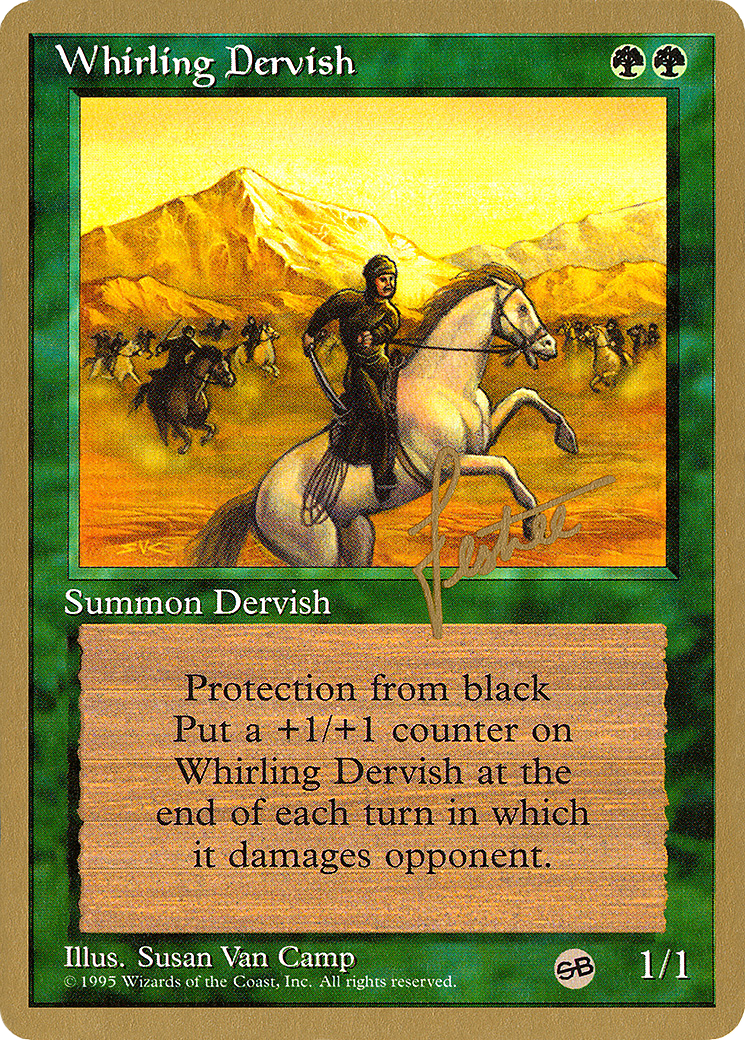 Whirling Dervish
SVC
Lestree
Summon Dervish
Protection from black
Put a +1/+1 counter on
Whirling Dervish at the
end of each turn in which
it damages opponent.
Illus. Susan Van Camp
SB
1/1
© 1995 Wizards of the Coast, Inc. All rights reserved.